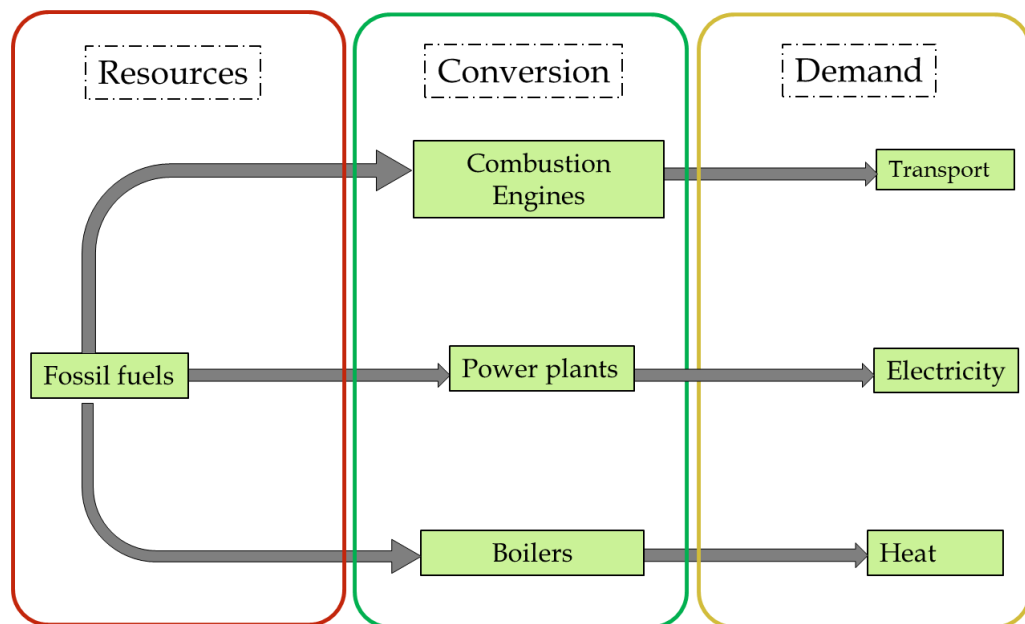 Resources
Conversion
Demand
Combustion
Engines
Transport
Fossil fuels
Power plants
Electricity
Boilers
Heat